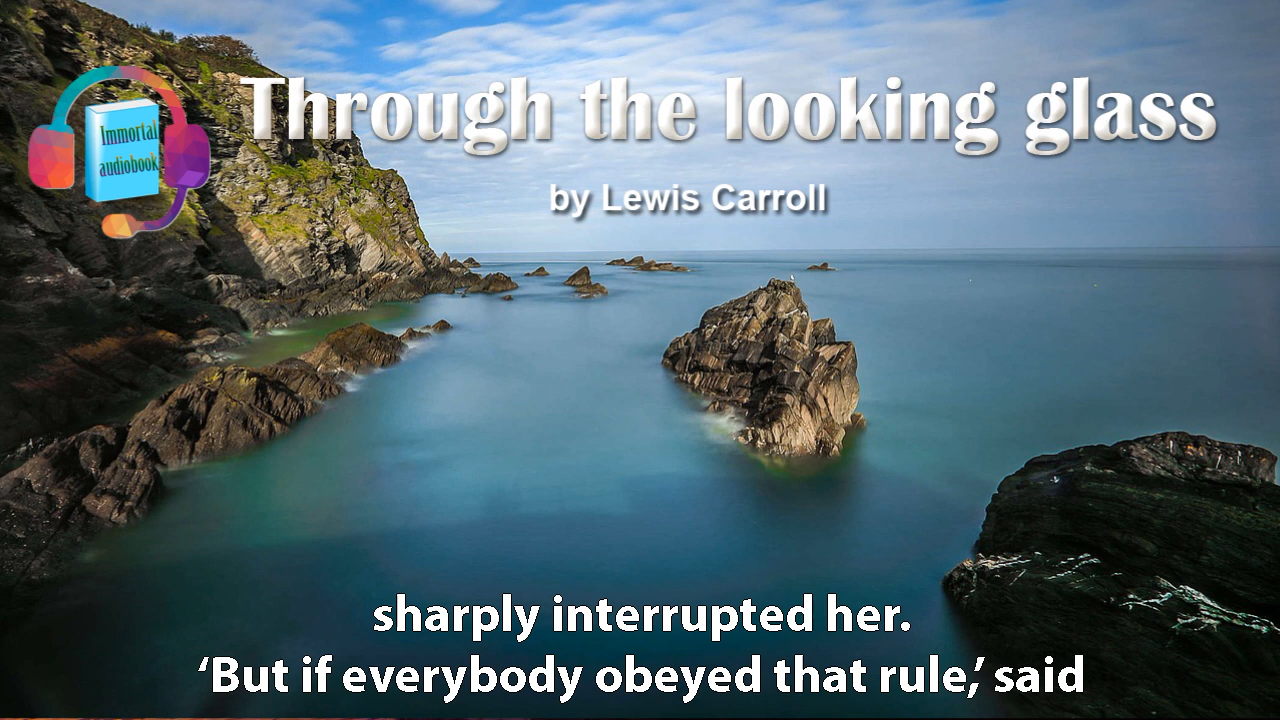 Through the looking glass
by Lewis Carroll
Immortal
audiobook
sharply interrupted her.
‘But if everybody obeyed that rule,’ said